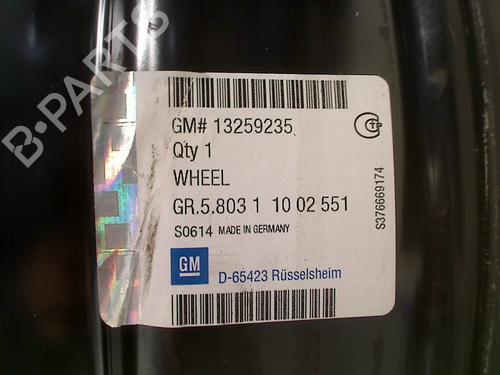 GM# 13259235
Qty 1
WHEEL
GR.5.803 1 10 02 551
S0614 MADE IN GERMANY
GM
D-65423 Rüsselsheim
S376669174
B-PARTS